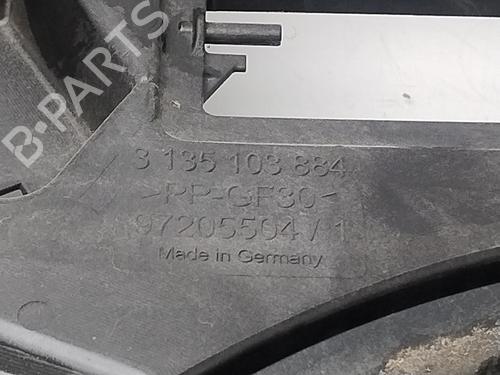 B-PARTS
3 135 103 884
>PP-GF30<
97205504/1
Made in Germany